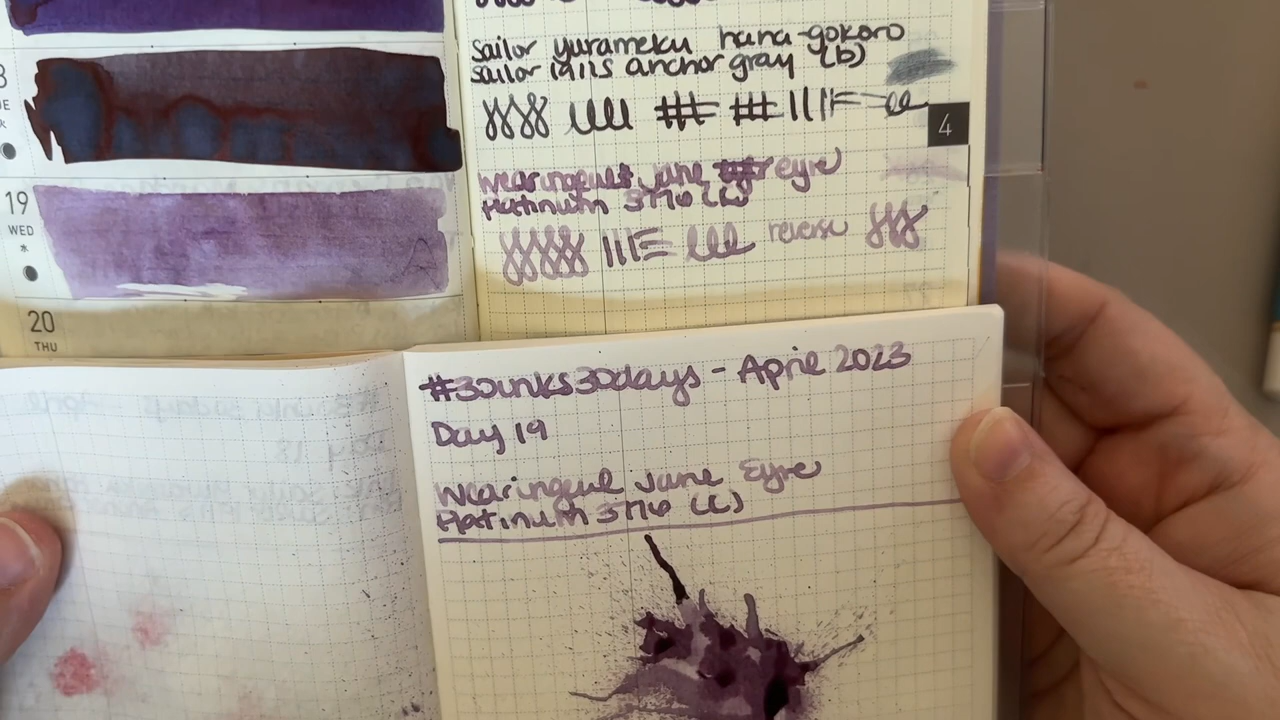 Sailor yurameku hana-gokoro
Sailor 1911s anchor gray (b)
4
19
WED
*
wearingeul jane eyre
Platinum 3776 (C)
reverse
20
THU
#30inks30days - April 2023
Day 19
Wearingeul Jane Eyre
Platinum 3776 (C)